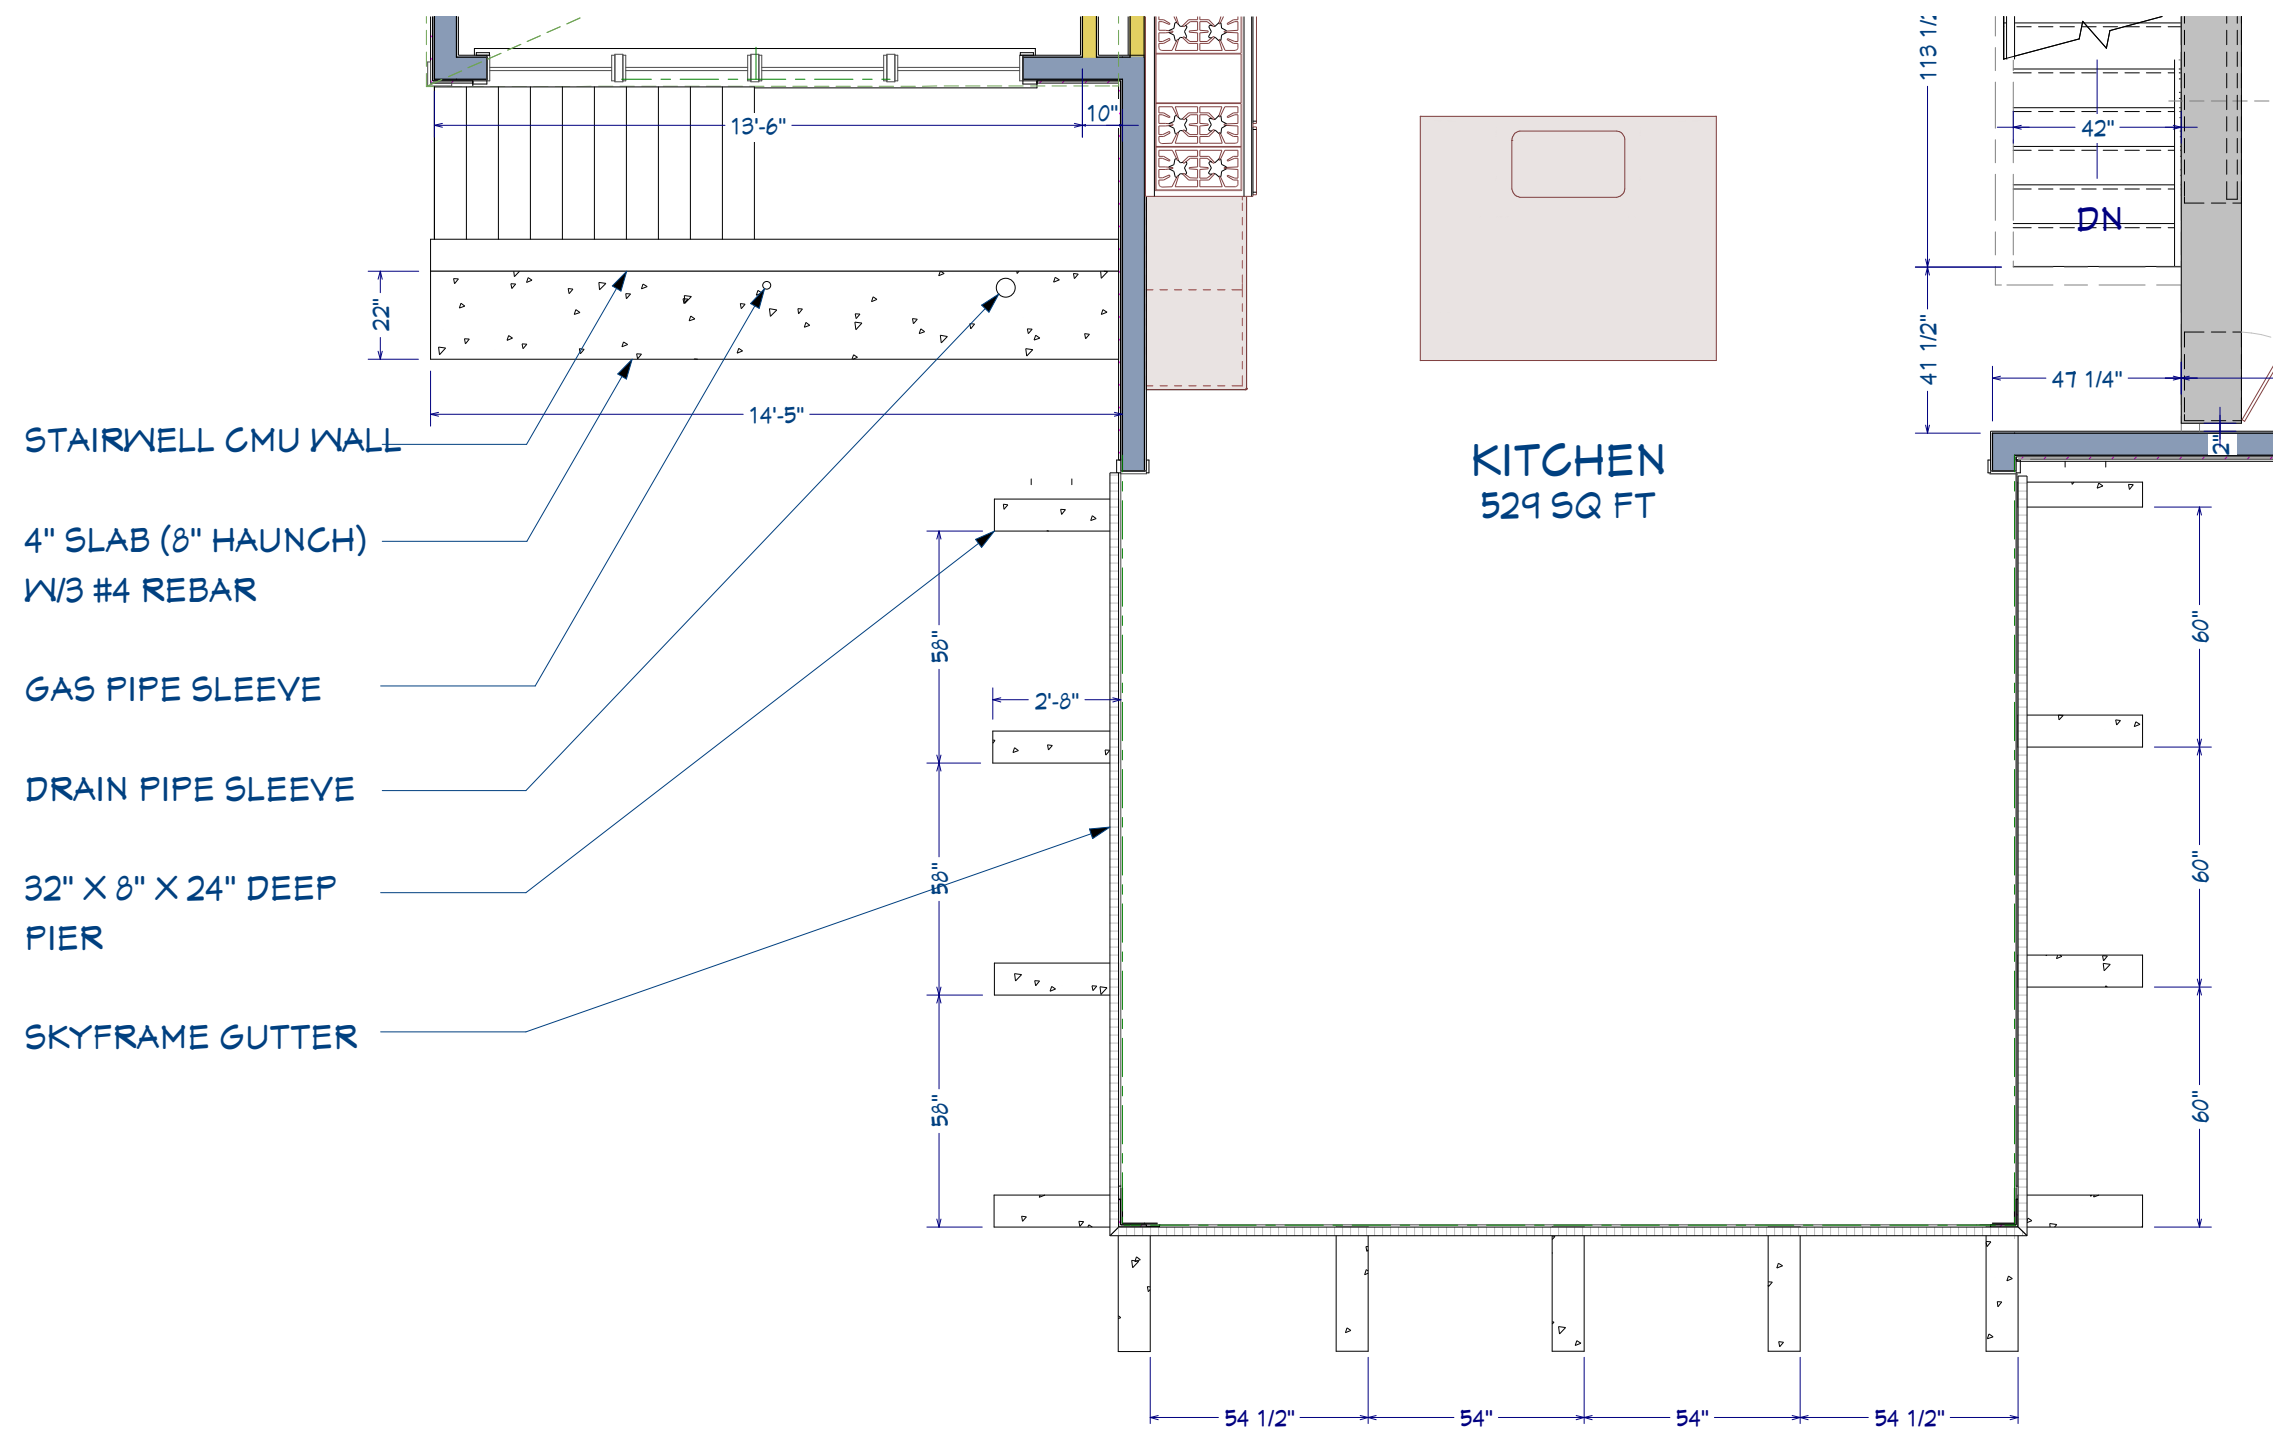 113 1/2
10"
13'-6"
42"
DN
22"
41 1/2"
47 1/4"
14'-5"
STAIRWELL CMU WALL
2"
KITCHEN
529 SQ FT
4" SLAB (8" HAUNCH)
W/3 #4 REBAR
58"
60"
GAS PIPE SLEEVE
2'-8"
DRAIN PIPE SLEEVE
58"
60"
32" X 8" X 24" DEEP
PIER
SKYFRAME GUTTER
58"
60"
54 1/2"
54"
54"
54 1/2"